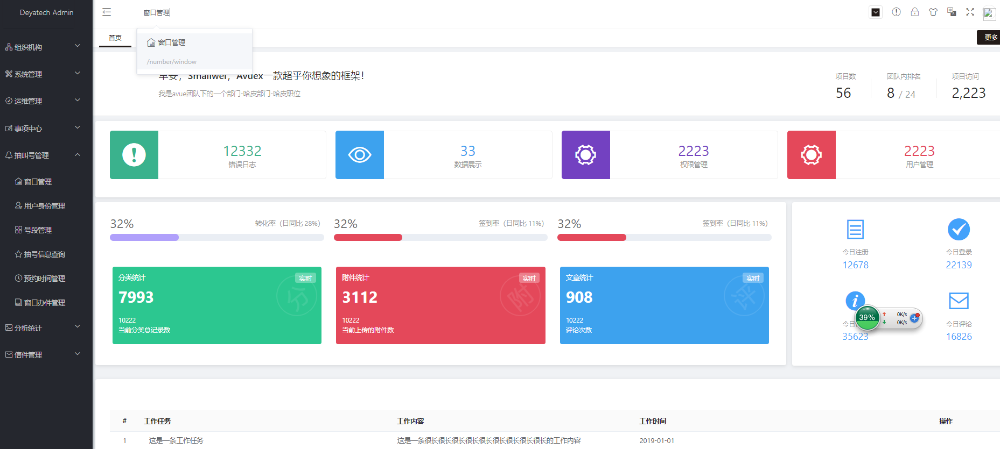 Deyatech Admin
窗口管理
首页
更多
窗口管理
/number/window
组织机构
系统管理
运维管理
事项中心
抽叫号管理
窗口管理
用户身份管理
号段管理
抽号信息查询
预约时间管理
窗口办件管理
分析统计
信件管理
早安，Smallwei，Avuex一款超乎你想象的框架！
我是avue团队下的一个部门-哈皮部门-哈皮职位
项目数
56
团队内排名
8 / 24
项目访问
2,223
12332
错误日志
33
数据展示
2223
权限管理
2223
用户管理
32%
转化率（日同比 28%）
32%
签到率（日同比 11%）
32%
签到率（日同比 11%）
分类统计
实时
7993
分
10222
当前分类总记录数
附件统计
实时
3112
附
10222
当前上传的附件数
文章统计
实时
908
评
10222
评论次数
今日注册
12678
今日登录
22139
今日
35623
今日评论
16826
39%
0K/s
0K/s
# 工作任务 工作内容 工作时间 操作
1 这是一条工作任务 这是一条很长很长很长很长很长很长很长很长很长的工作内容 2019-01-01